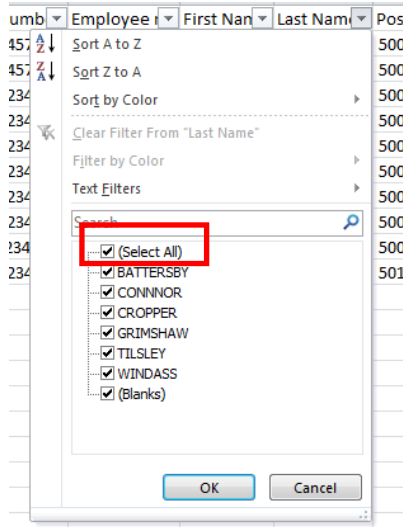 umb Employee r First Nan Last Name Pos
457 Sort A to Z 500
457 Sort Z to A 500
234 Sort by Color 500
234 500
234 Clear Filter From "Last Name" 500
234 Filter by Color 500
234 Text Filters 500
234 Search 500
234 (Select All) 500
234 BATTERSBY 501
CONNNOR
CROPPER
GRIMSHAW
TILSLEY
WINDASS
(Blanks)
OK Cancel